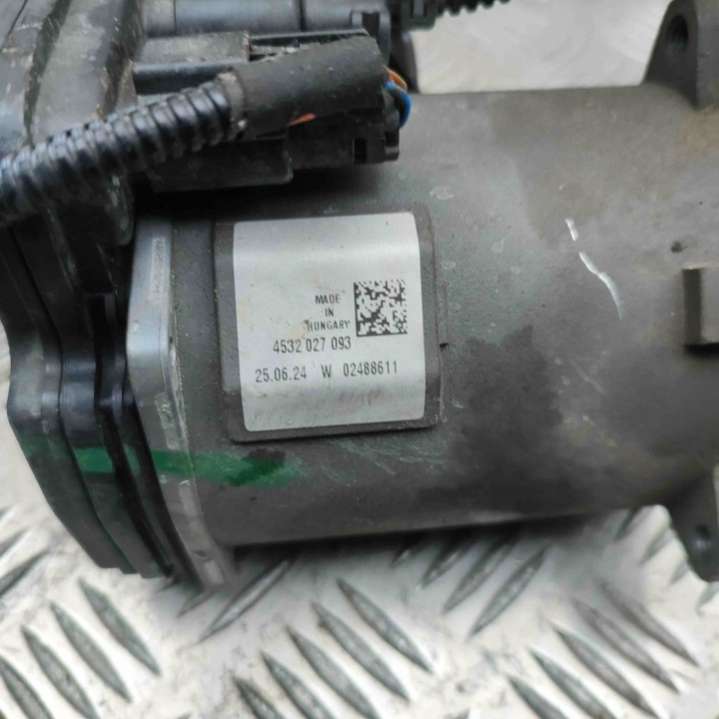 MADE
IN
HUNGARY
F
4532 027 093
25.06.24 W 02488611